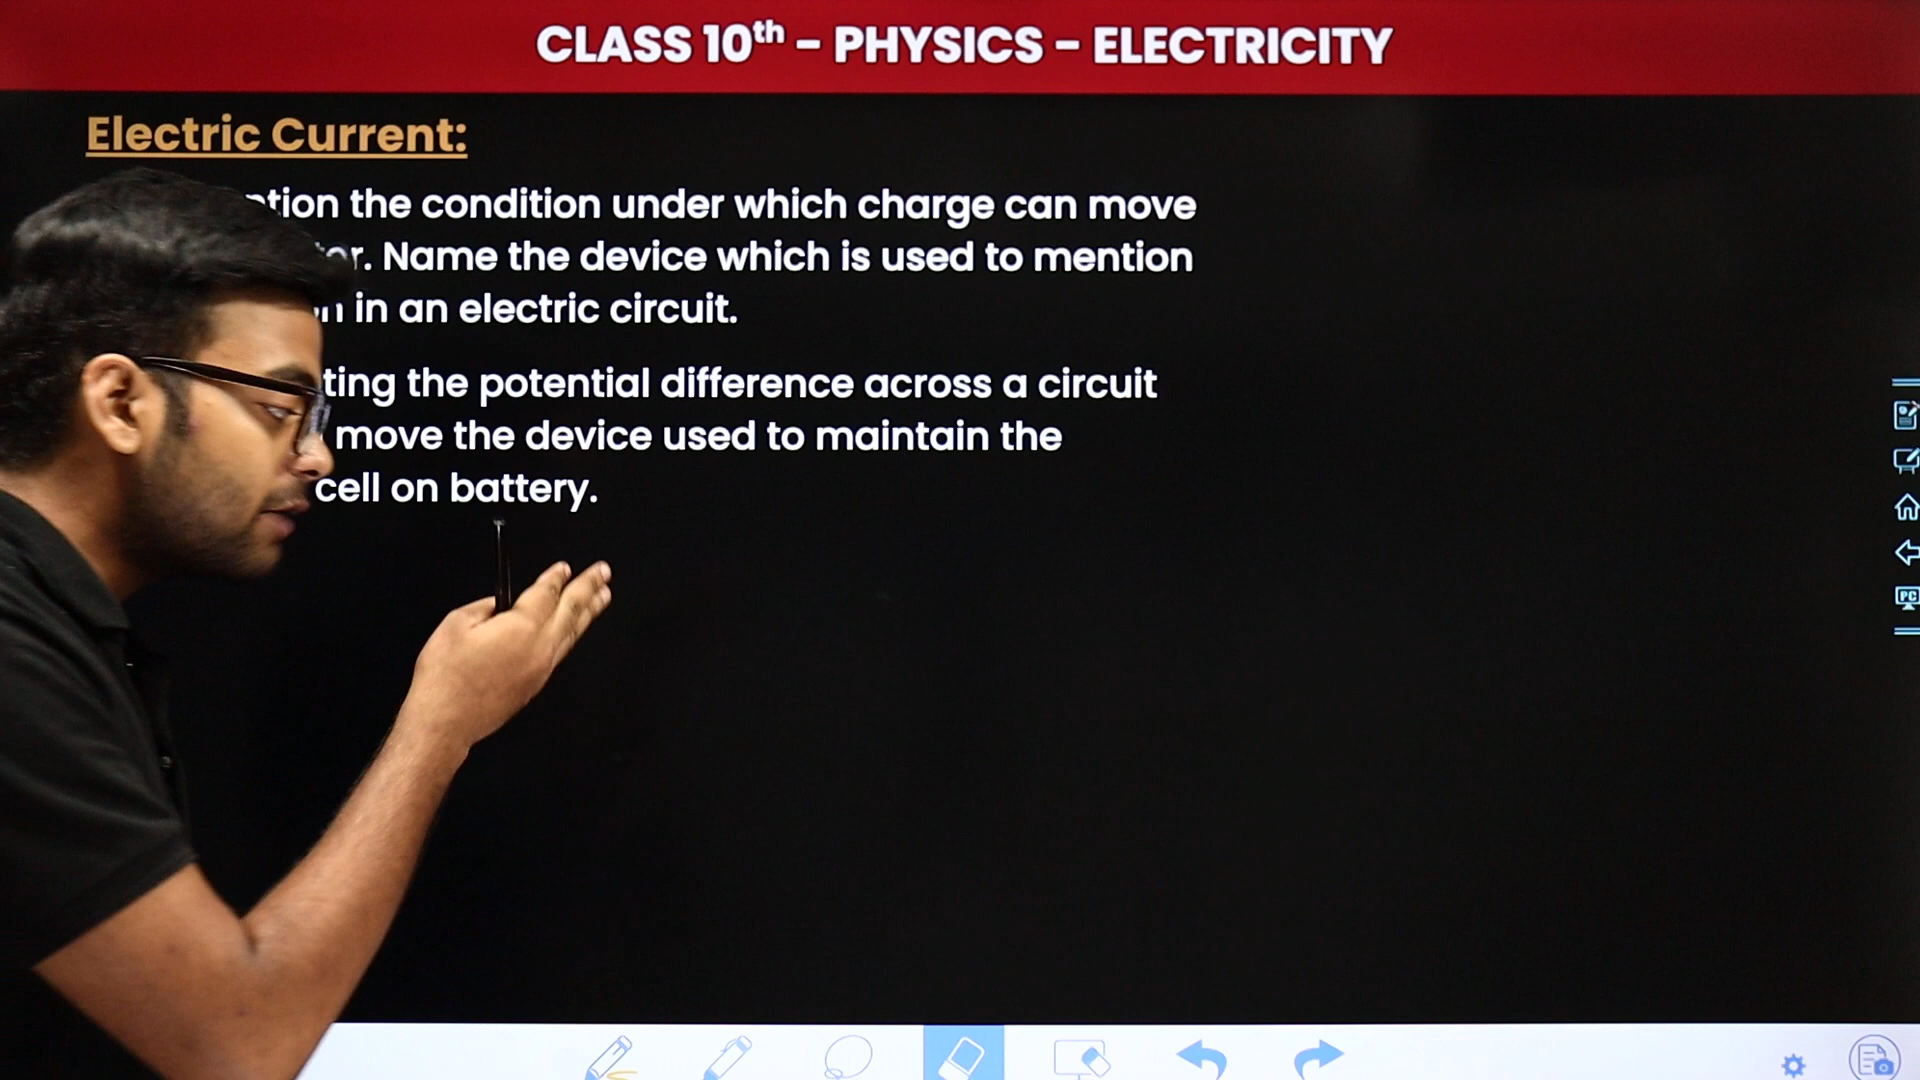 CLASS 10th - PHYSICS - ELECTRICITY
Electric Current:
the condition under which charge can move
Name the device which is used to mention
in an electric circuit.
the potential difference across a circuit
move the device used to maintain the
cell on battery.
PC